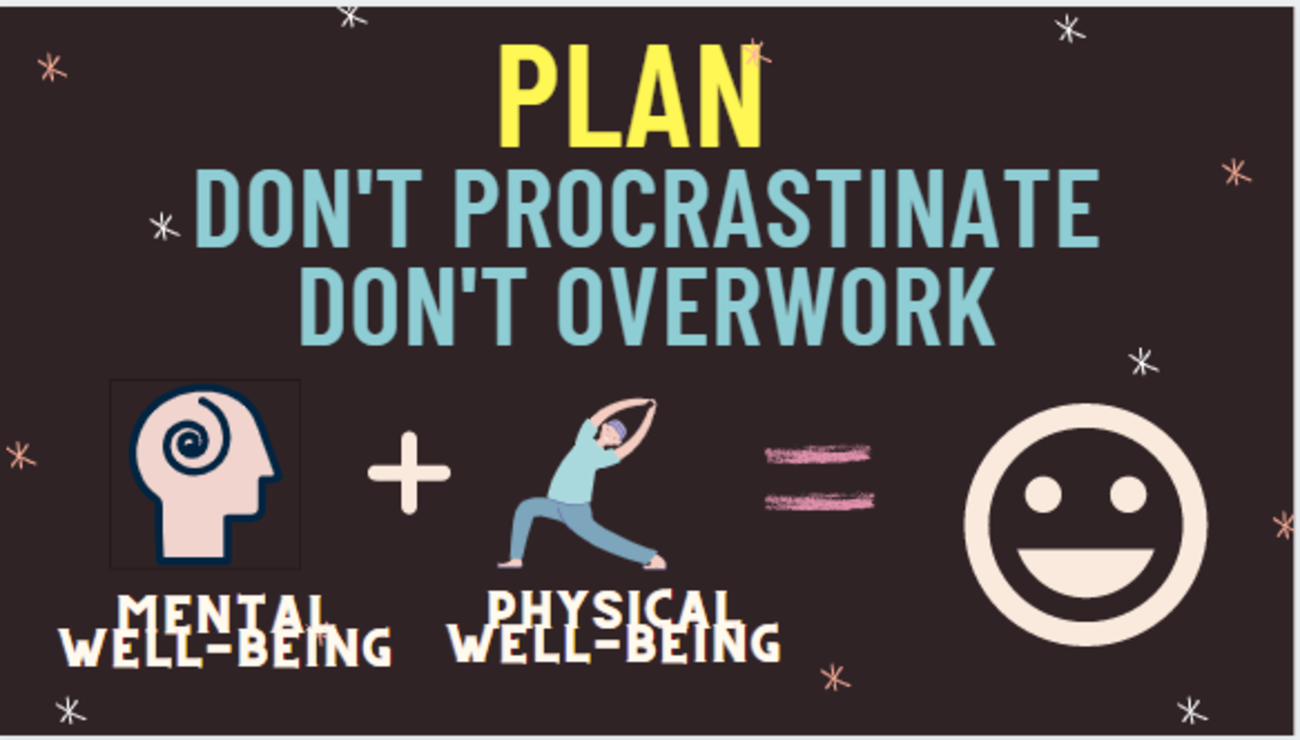 PLAN
DON'T PROCRASTINATE
DON'T OVERWORK
MENTAL
WELL-BEING
PHYSICAL
WELL-BEING